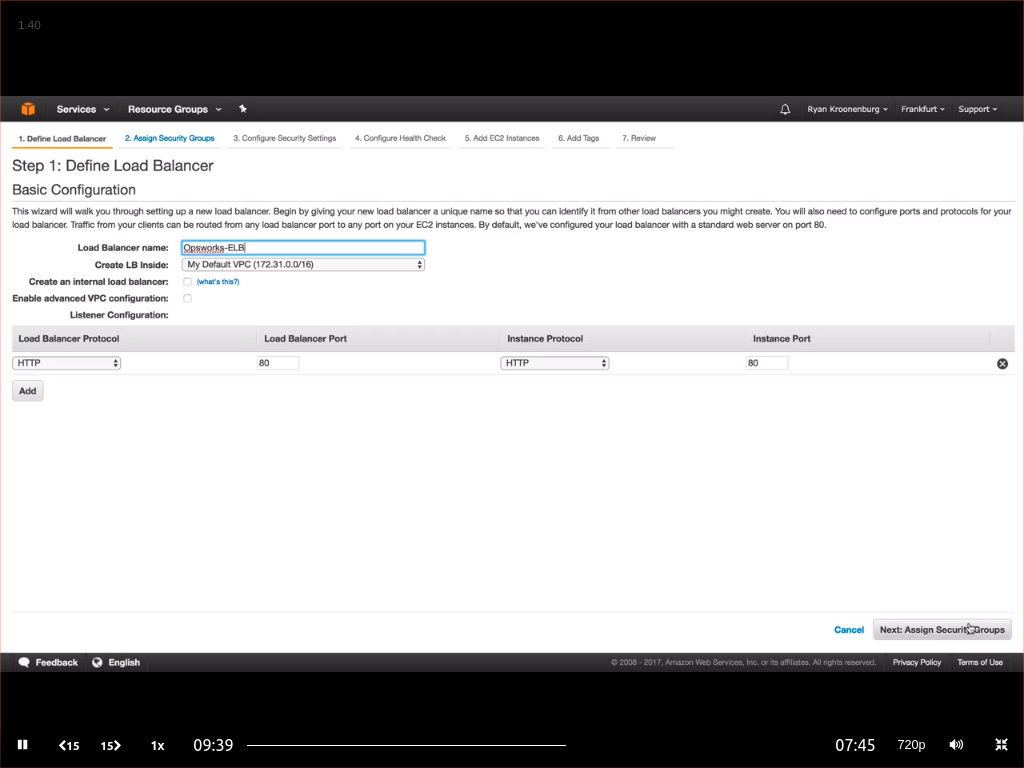 1.40
Services Resource Groups Ryan Kroonenburg Frankfurt Support
1. Define Load Balancer 2. Assign Security Groups 3. Configure Security Settings 4. Configure Health Check 5. Add EC2 Instances 6. Add Tags 7. Review
Step 1: Define Load Balancer
Basic Configuration
This wizard will walk you through setting up a new load balancer. Begin by giving your new load balancer a unique name so that you can identify it from other load balancers you might create. You will also need to configure ports and protocols for your
load balancer. Traffic from your clients can be routed from any load balancer port to any port on your EC2 instances. By default, we've configured your load balancer with a standard web server on port 80.
Load Balancer name: Opsworks-ELB
Create LB Inside: My Default VPC (172.31.0.0/16)
Create an internal load balancer: (what's this?)
Enable advanced VPC configuration:
Listener Configuration:
Load Balancer Protocol Load Balancer Port Instance Protocol Instance Port
HTTP 80 HTTP 80
Add
Cancel Next: Assign Security Groups
Feedback English © 2008 - 2017, Amazon Web Services, Inc. or its affiliates. All rights reserved. Privacy Policy Terms of Use
15 15 1x 09:39 07:45 720p